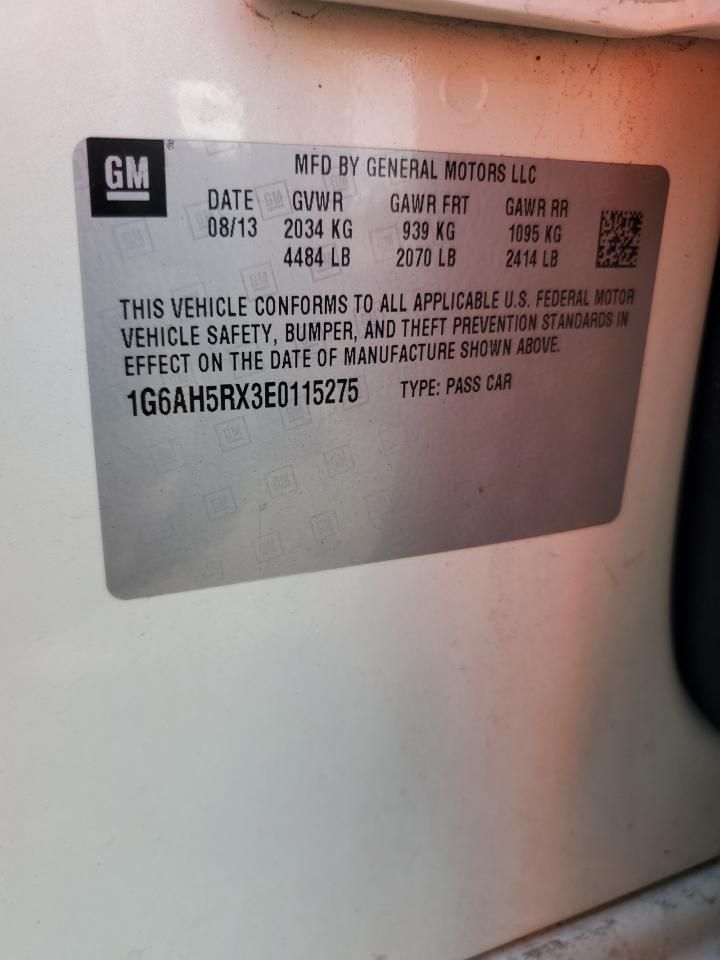 GM
MFD BY GENERAL MOTORS LLC
DATE GVWR GAWR FRT GAWR RR
08/13 2034 KG 939 KG 1095 KG
4484 LB 2070 LB 2414 LB
THIS VEHICLE CONFORMS TO ALL APPLICABLE U.S. FEDERAL MOTOR
VEHICLE SAFETY, BUMPER, AND THEFT PREVENTION STANDARDS IN
EFFECT ON THE DATE OF MANUFACTURE SHOWN ABOVE.
1G6AH5RX3E0115275 TYPE: PASS CAR